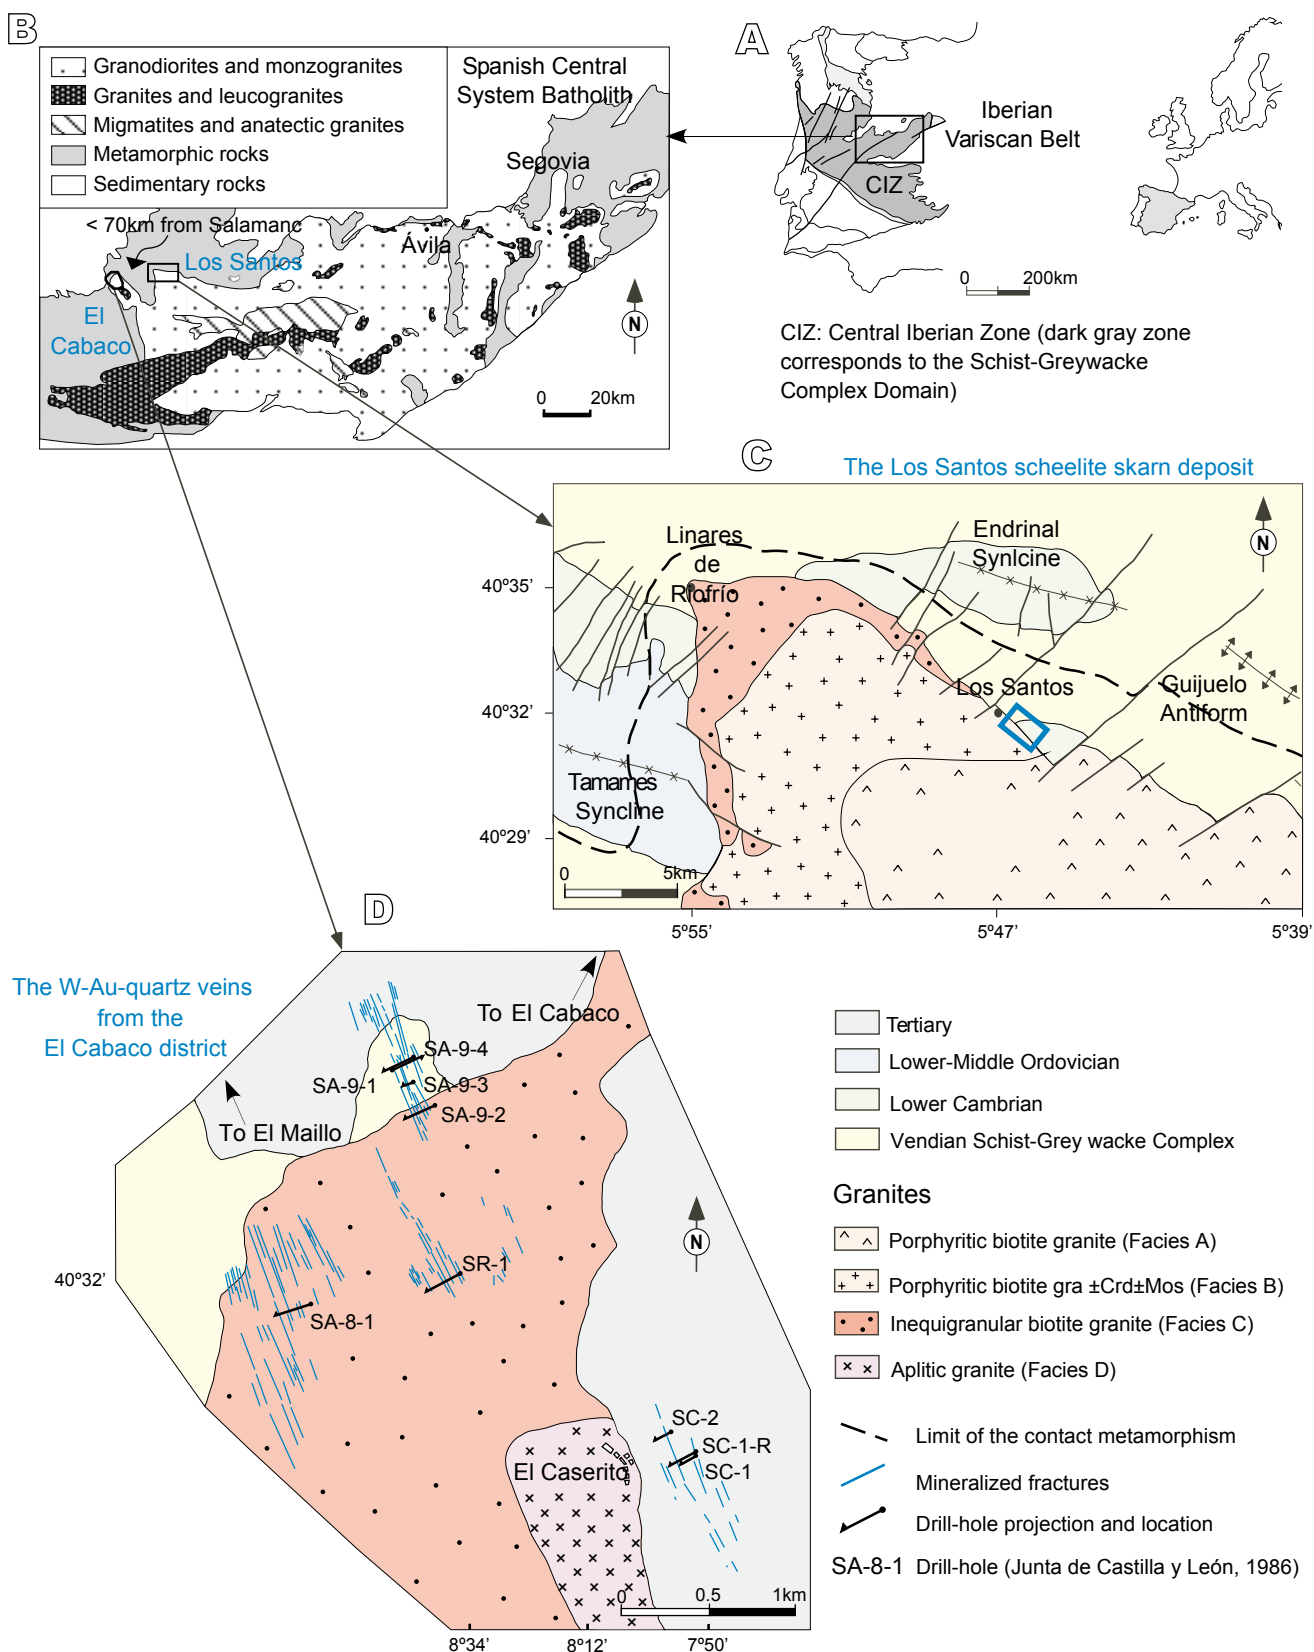 B
Granodiorites and monzogranites
Granites and leucogranites
Migmatites and anatectic granites
Metamorphic rocks
Sedimentary rocks
Spanish Central
System Batholith
Segovia
< 70km from Salamanc
Ávila
Los Santos
El
Cabaco
N
0 20km
A
Iberian
Variscan Belt
CIZ
0 200km
CIZ: Central Iberian Zone (dark gray zone
corresponds to the Schist-Greywacke
Complex Domain)
C
The Los Santos scheelite skarn deposit
Linares
de
Riofrío
Endrinal
Synlcine
N
40º35’
40º32’
40º29’
Los Santos
Guijuelo
Antiform
Tamames
Syncline
0 5km
5º55’ 5º47’ 5º39’
D
The W-Au-quartz veins
from the
El Cabaco district
To El Cabaco
SA-9-4
SA-9-1
SA-9-3
SA-9-2
To El Maillo
N
40º32’
SR-1
SA-8-1
SC-2
SC-1-R
SC-1
El Caserito
0 0.5 1km
8º34’ 8º12’ 7º50’
Tertiary
Lower-Middle Ordovician
Lower Cambrian
Vendian Schist-Grey wacke Complex
Granites
Porphyritic biotite granite (Facies A)
Porphyritic biotite gra ±Crd±Mos (Facies B)
Inequigranular biotite granite (Facies C)
Aplitic granite (Facies D)
Limit of the contact metamorphism
Mineralized fractures
Drill-hole projection and location
SA-8-1 Drill-hole (Junta de Castilla y León, 1986)